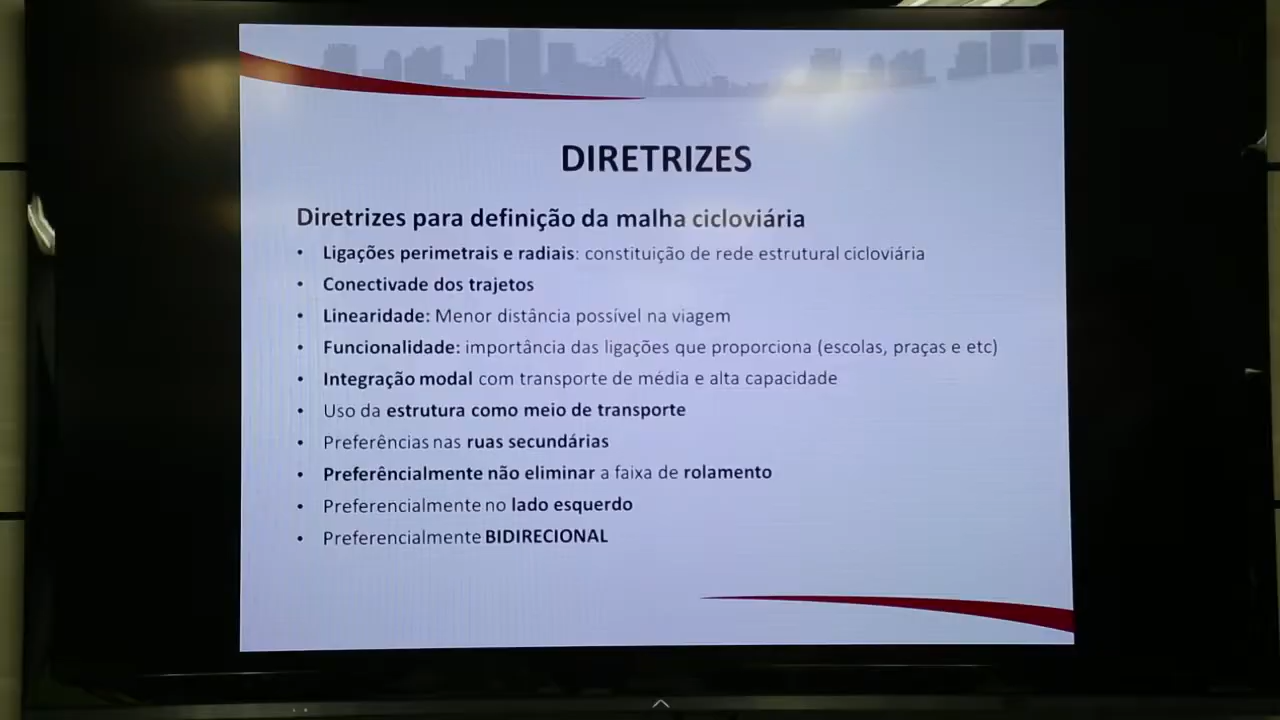 DIRETRIZES
Diretrizes para definição da malha cicloviária
• Ligações perimetrais e radiais: constituição de rede estrutural cicloviária
• Conectivade dos trajetos
• Linearidade: Menor distância possível na viagem
• Funcionalidade: importância das ligações que proporciona (escolas, praças e etc)
• Integração modal com transporte de média e alta capacidade
• Uso da estrutura como meio de transporte
• Preferências nas ruas secundárias
• Preferêncialmente não eliminar a faixa de rolamento
• Preferencialmente no lado esquerdo
• Preferencialmente BIDIRECIONAL